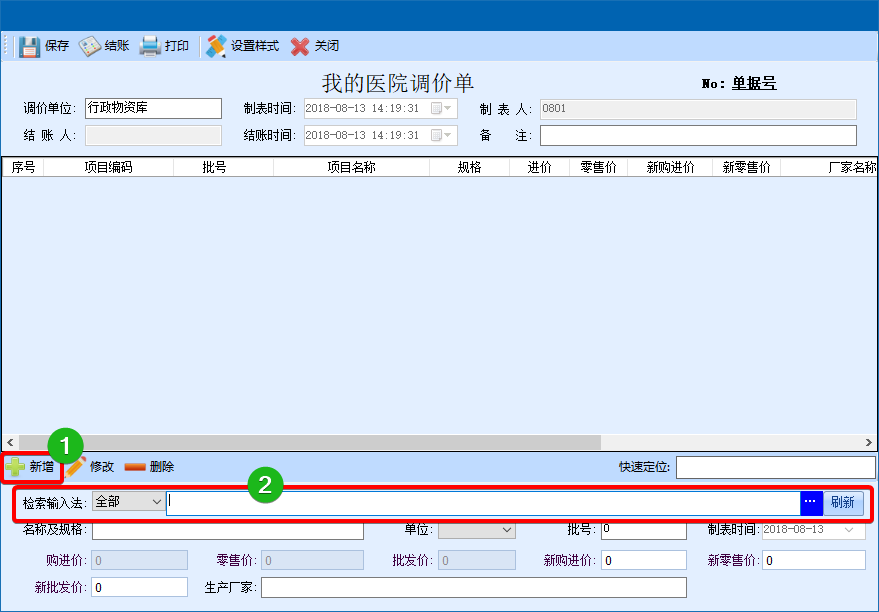 保存 结账 打印 设置样式 关闭
我的医院调价单 No: 单据号
调价单位: 行政物资库 制表时间: 2018-08-13 14:19:31 制 表 人: 0801
结 账 人: 结账时间: 2018-08-13 14:19:31 备 注:
序号 项目编码 批号 项目名称 规格 进价 零售价 新购进价 新零售价 厂家名称
1
新增 修改 删除 快速定位:
2
检索输入法: 全部 ... 刷新
名称及规格: 单位: 批号: 0 制表时间: 2018-08-13
购进价: 0 零售价: 0 批发价: 0 新购进价: 0 新零售价: 0
新批发价: 0 生产厂家: